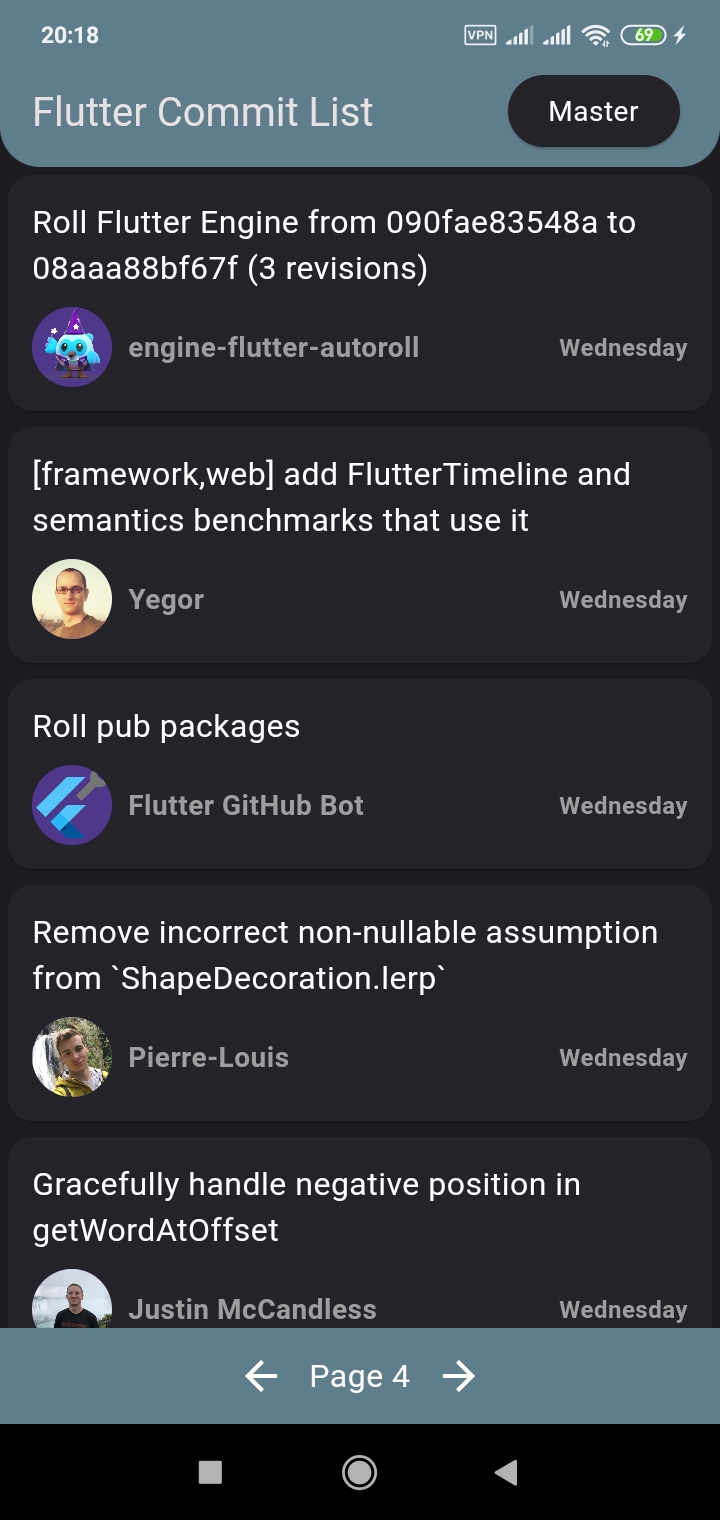 20:18
VPN
69
Flutter Commit List
Master
Roll Flutter Engine from 090fae83548a to
08aaa88bf67f (3 revisions)
engine-flutter-autoroll
Wednesday
[framework,web] add FlutterTimeline and
semantics benchmarks that use it
Yegor
Wednesday
Roll pub packages
Flutter GitHub Bot
Wednesday
Remove incorrect non-nullable assumption
from `ShapeDecoration.lerp`
Pierre-Louis
Wednesday
Gracefully handle negative position in
getWordAtOffset
Justin McCandless
Wednesday
Page 4